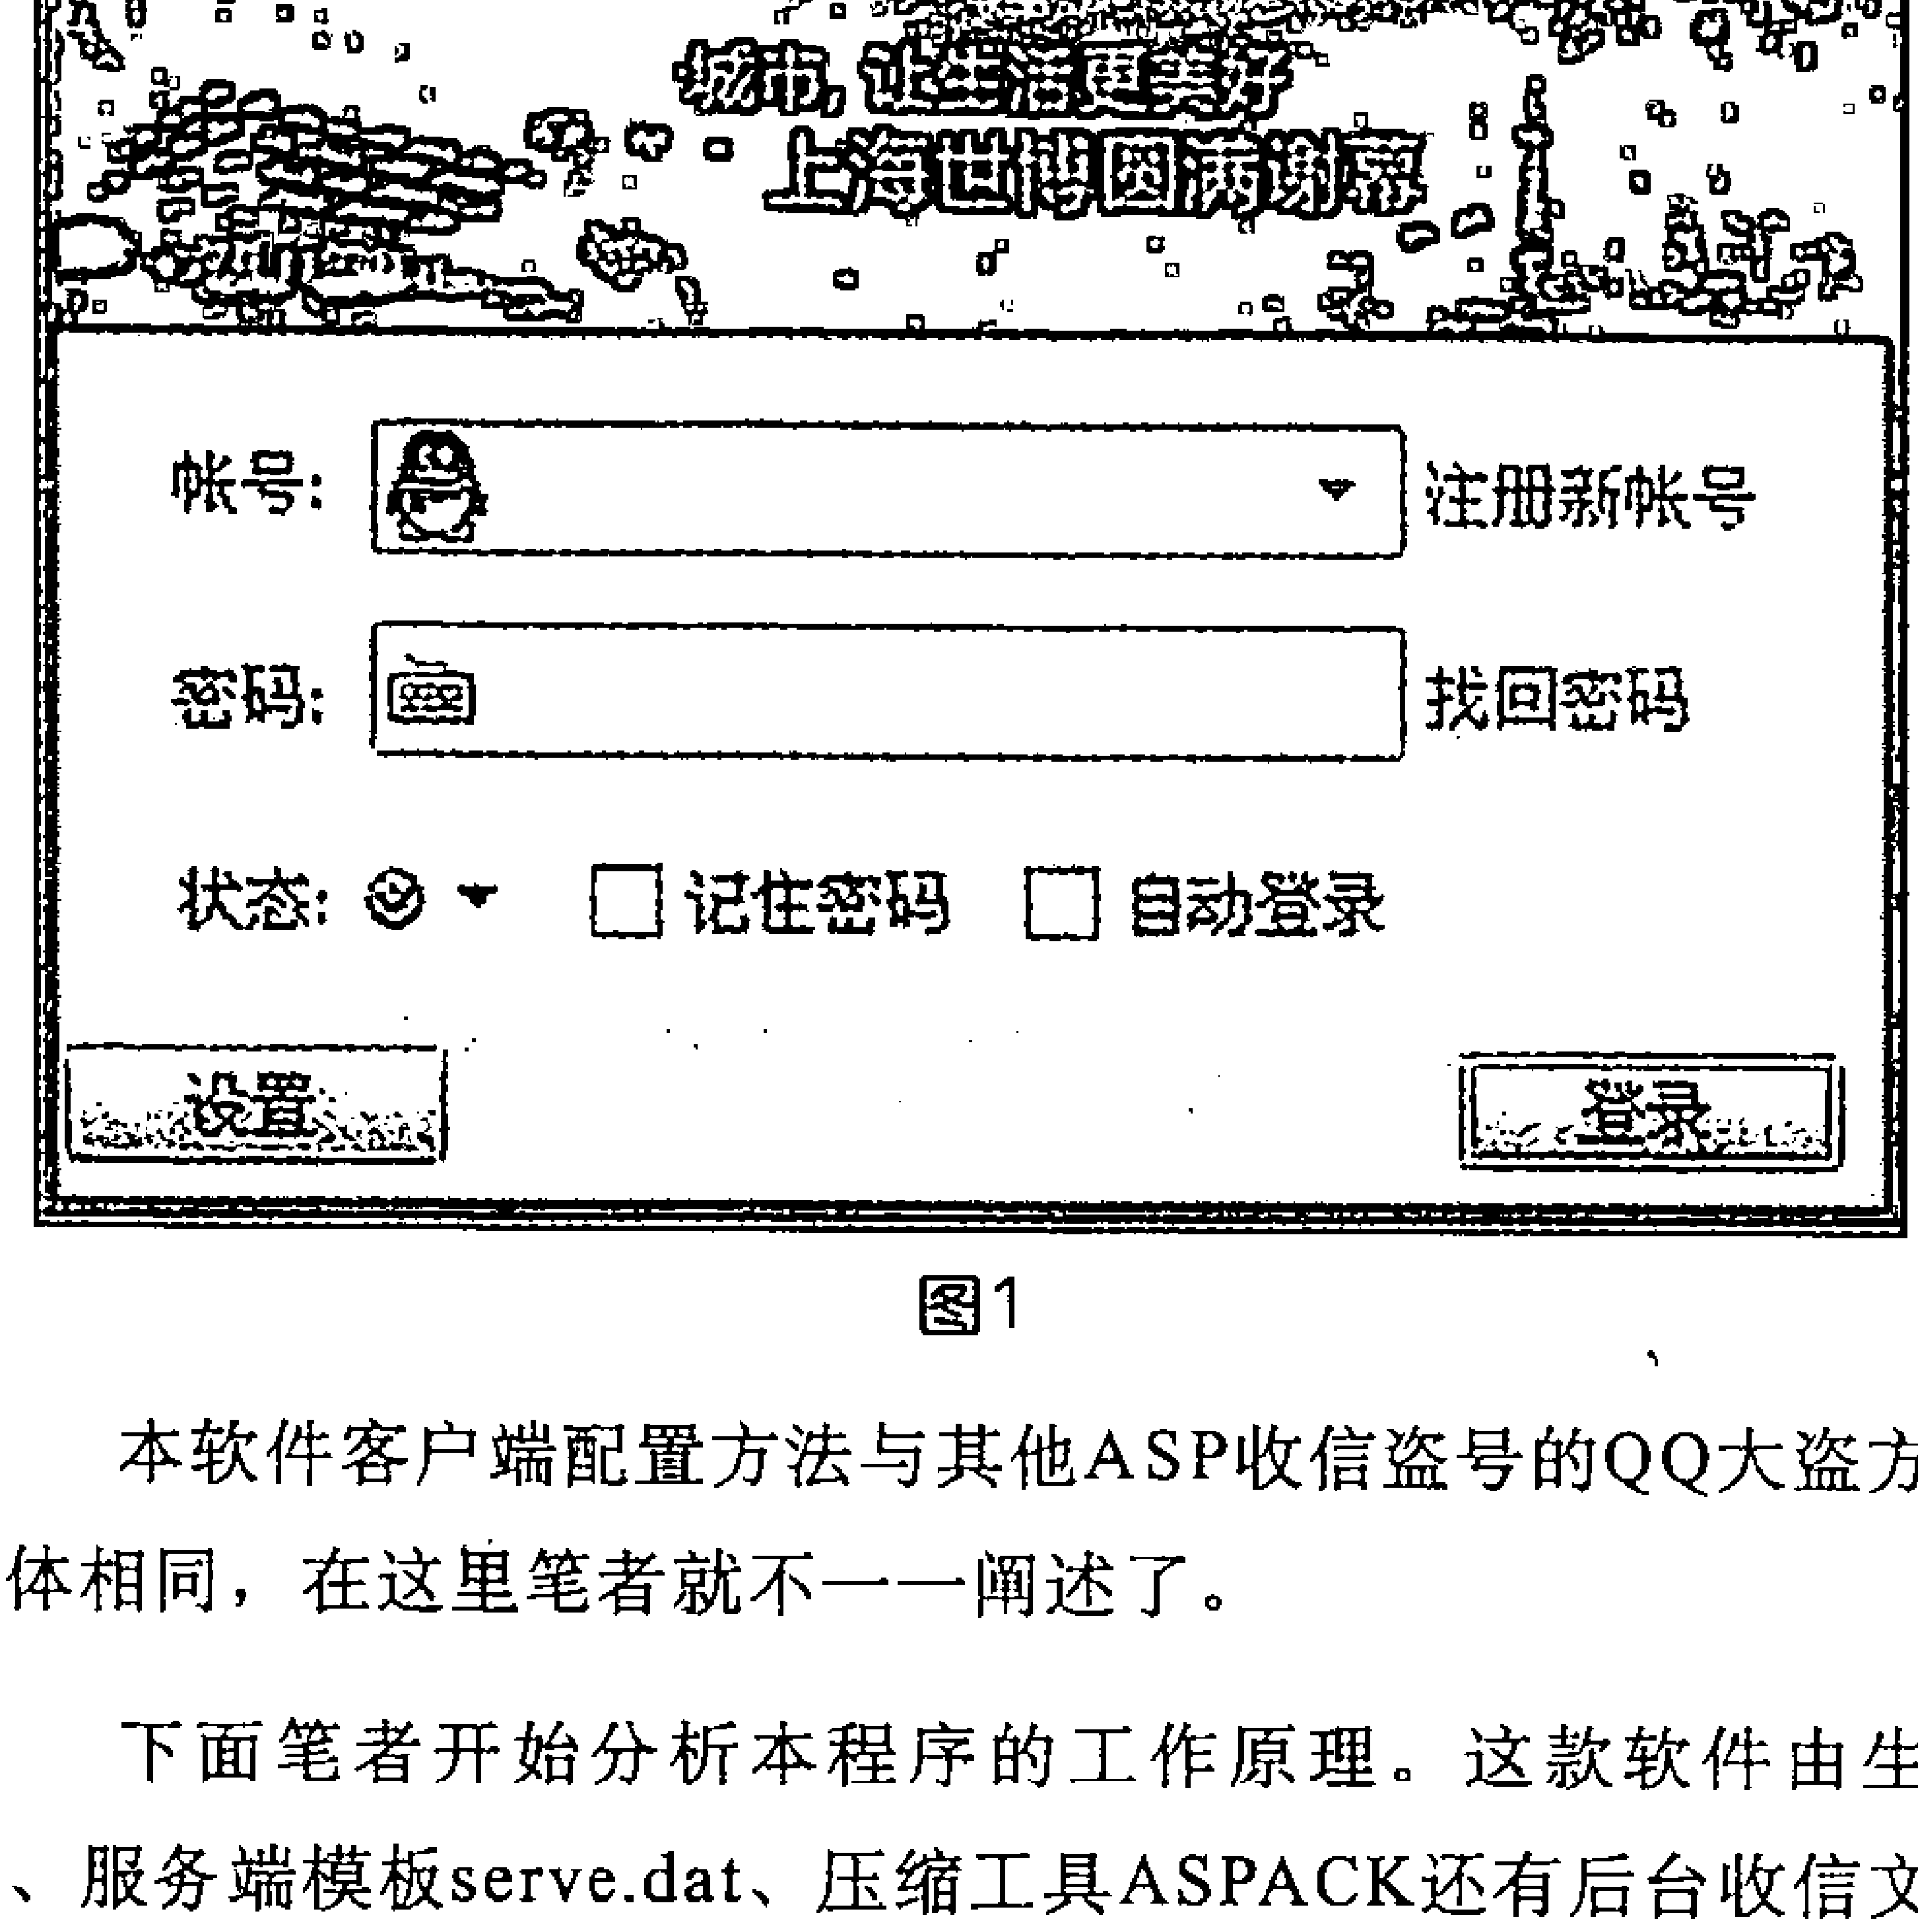 城市,让生活更美好
上海世博圆满谢幕
帐号: 注册新帐号
密码: 找回密码
状态: 记住密码 自动登录
设置 登录
图1
本软件客户端配置方法与其他ASP收信盗号的QQ大盗方
体相同，在这里笔者就不一一阐述了。
下面笔者开始分析本程序的工作原理。这款软件由生
、服务端模板serve.dat、压缩工具ASPACK还有后台收信文